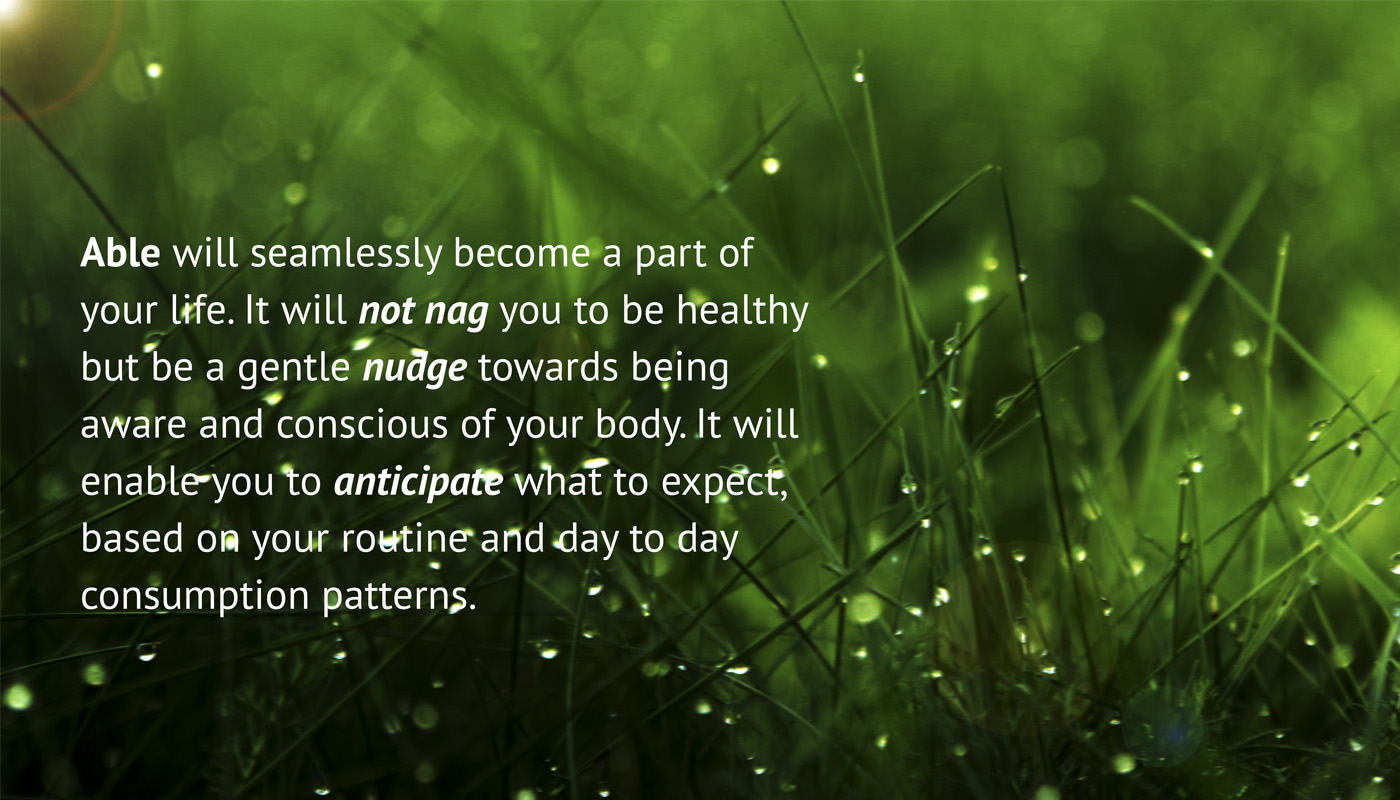 Able will seamlessly become a part of
your life. It will not nag you to be healthy
but be a gentle nudge towards being
aware and conscious of your body. It will
enable you to anticipate what to expect,
based on your routine and day to day
consumption patterns.